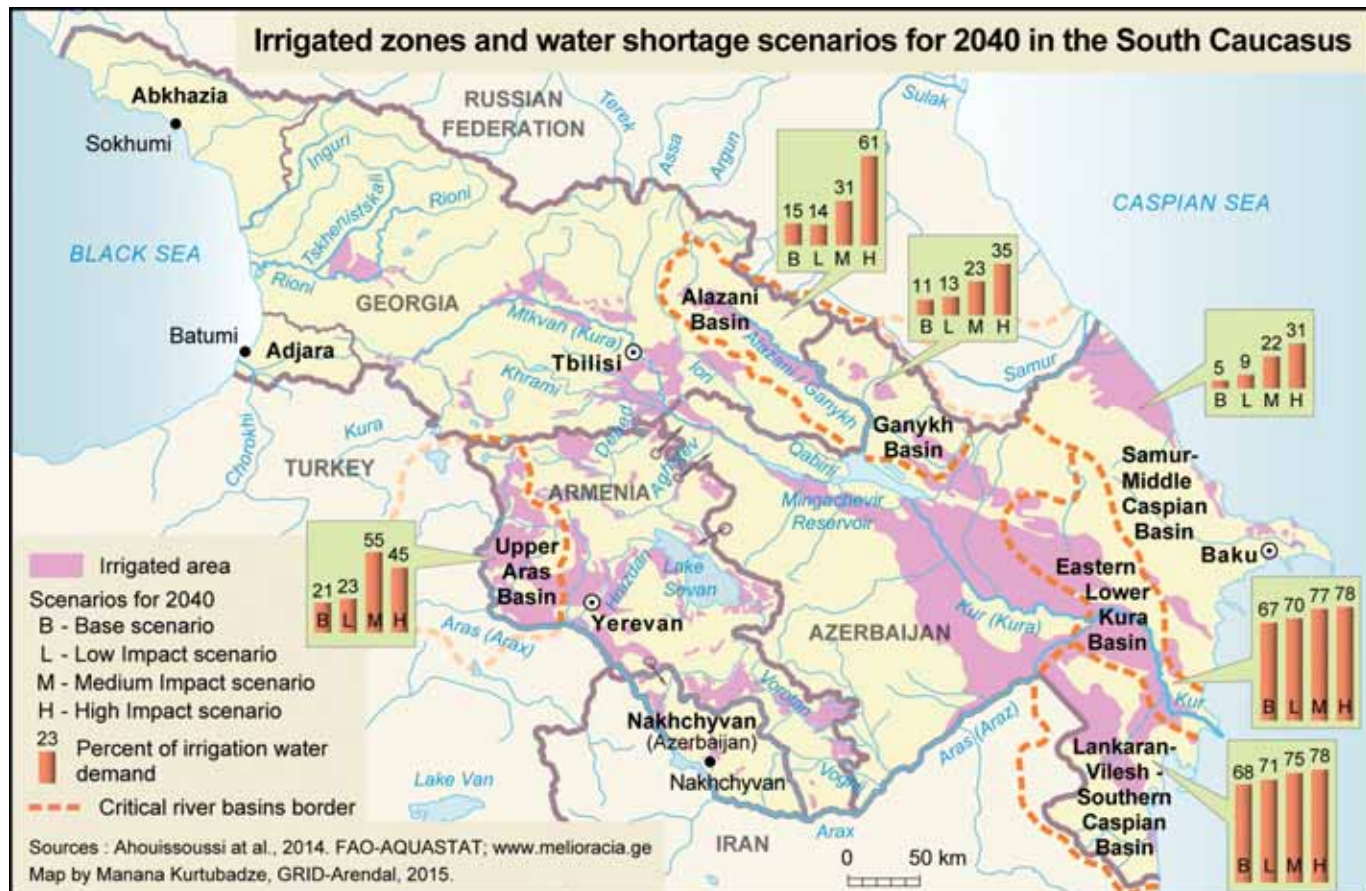 Irrigated zones and water shortage scenarios for 2040 in the South Caucasus
Abkhazia
Sokhumi
RUSSIAN
FEDERATION
Terek
Assa
Argun
Sulak
Inguri
Tskhenistskali
Rioni
Rioni
BLACK SEA
CASPIAN SEA
GEORGIA
Batumi
Adjara
Mtkvari (Kura)
Tbilisi
Khrami
Iori
Alazani
Basin
Alazani / Ganykh
Samur
61
31
15
14
B L M H
35
23
11
13
B L M H
31
22
9
5
B L M H
Chorokhi
Kura
TURKEY
Debed
Aghstev
ARMENIA
Qabirli
Ganykh
Basin
Mingachevir
Reservoir
Samur-
Middle
Caspian
Basin
Baku
Upper
Aras
Basin
Hrazdan
Lake
Sevan
Yerevan
Aras (Arax)
AZERBAIJAN
Kur (Kura)
Eastern
Lower
Kura
Basin
Kur
55
45
21
23
B L M H
67 70 77 78
B L M H
68 71 75 78
B L M H
Vorotan
Voghji
Nakhchyvan
(Azerbaijan)
Nakhchyvan
Aras (Araz)
Arax
Lankaran-
Vilesh -
Southern
Caspian
Basin
Lake Van
IRAN
0 50 km
Irrigated area
Scenarios for 2040
B - Base scenario
L - Low Impact scenario
M - Medium Impact scenario
H - High Impact scenario
23
Percent of irrigation water
demand
Critical river basins border
Sources : Ahouissoussi at al., 2014. FAO-AQUASTAT; www.melioracia.ge
Map by Manana Kurtubadze, GRID-Arendal, 2015.